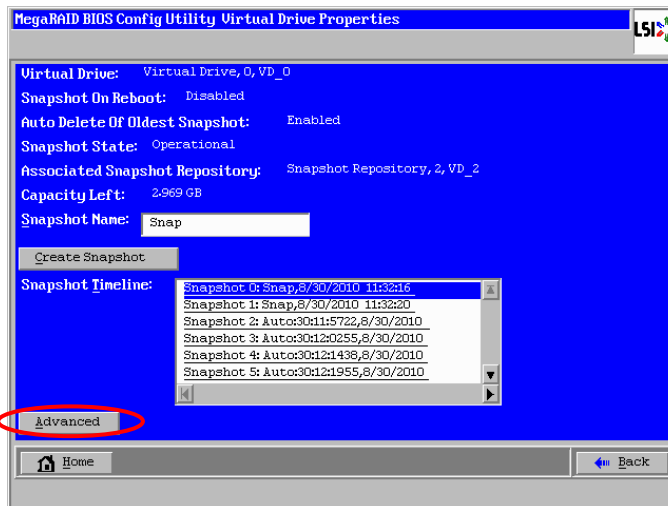 MegaRAID BIOS Config Utility Virtual Drive Properties
LSI
Virtual Drive: Virtual Drive, 0, VD_0
Snapshot On Reboot: Disabled
Auto Delete Of Oldest Snapshot: Enabled
Snapshot State: Operational
Associated Snapshot Repository: Snapshot Repository, 2, VD_2
Capacity Left: 2.969 GB
Snapshot Name: Snap
Create Snapshot
Snapshot Timeline:
Snapshot 0: Snap,8/30/2010 11:32:16
Snapshot 1: Snap,8/30/2010 11:32:20
Snapshot 2: Auto:30:11:5722,8/30/2010
Snapshot 3: Auto:30:12:0255,8/30/2010
Snapshot 4: Auto:30:12:1438,8/30/2010
Snapshot 5: Auto:30:12:1955,8/30/2010
Advanced
Home
Back